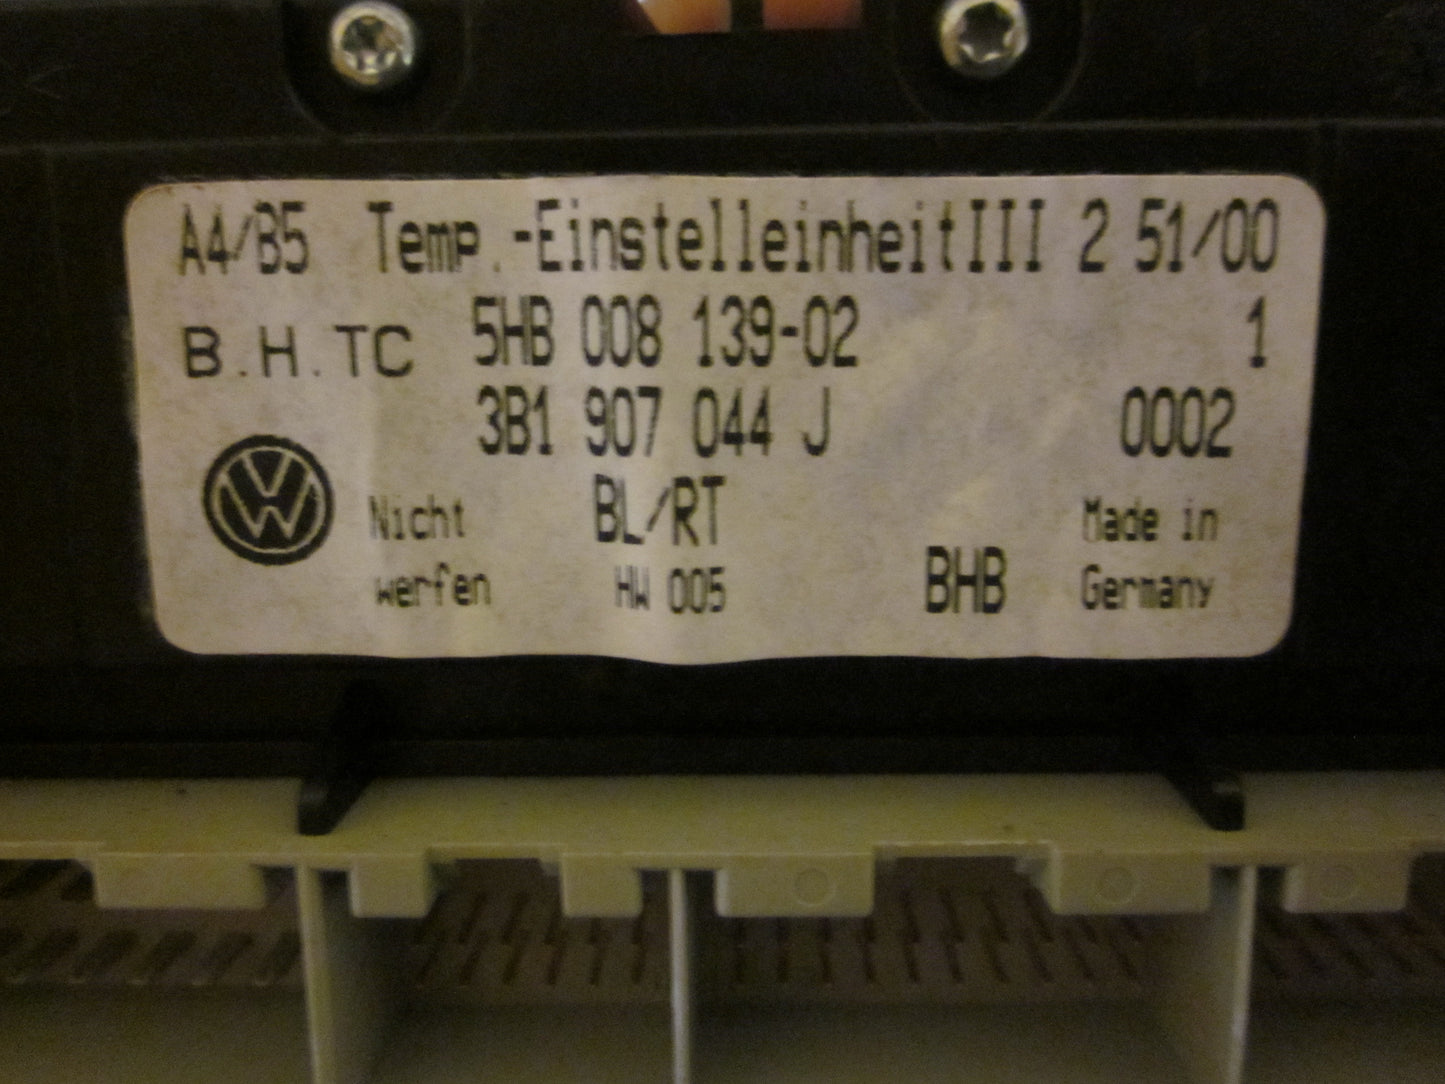 A4/B5 Temp.-EinstelleinheitIII 2 51/00
B.H.TC 5HB 008 139-02 1
3B1 907 044 J 0002
VW
Nicht BL/RT Made in
werfen HW 005 BHB Germany